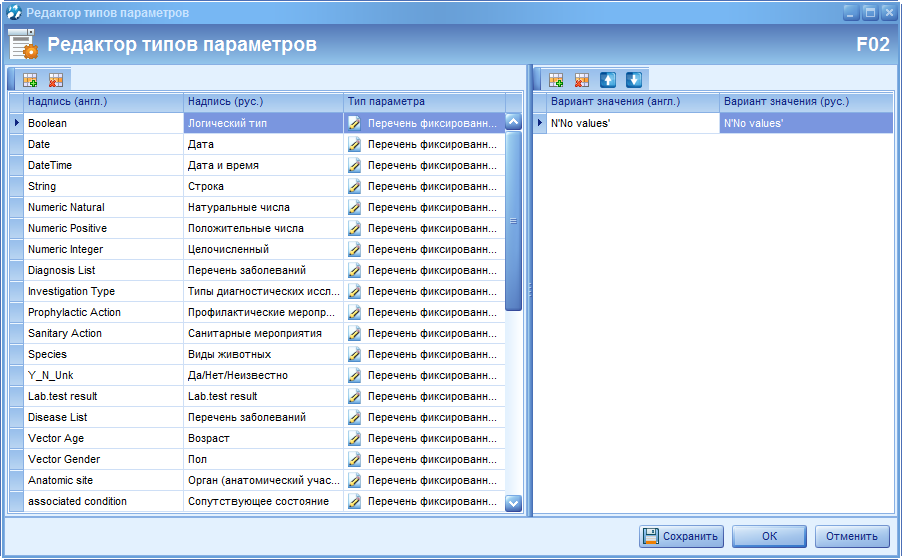 Редактор типов параметров
Редактор типов параметров F02
Надпись (англ.) Надпись (рус.) Тип параметра
Boolean Логический тип Перечень фиксированн...
Date Дата Перечень фиксированн...
DateTime Дата и время Перечень фиксированн...
String Строка Перечень фиксированн...
Numeric Natural Натуральные числа Перечень фиксированн...
Numeric Positive Положительные числа Перечень фиксированн...
Numeric Integer Целочисленный Перечень фиксированн...
Diagnosis List Перечень заболеваний Перечень фиксированн...
Investigation Type Типы диагностических иссл... Перечень фиксированн...
Prophylactic Action Профилактические меропр... Перечень фиксированн...
Sanitary Action Санитарные мероприятия Перечень фиксированн...
Species Виды животных Перечень фиксированн...
Y_N_Unk Да/Нет/Неизвестно Перечень фиксированн...
Lab.test result Lab.test result Перечень фиксированн...
Disease List Перечень заболеваний Перечень фиксированн...
Vector Age Возраст Перечень фиксированн...
Vector Gender Пол Перечень фиксированн...
Anatomic site Орган (анатомический учас... Перечень фиксированн...
associated condition Сопутствующее состояние Перечень фиксированн...
Вариант значения (англ.) Вариант значения (рус.)
N'No values' N'No values'
Сохранить ОК Отменить